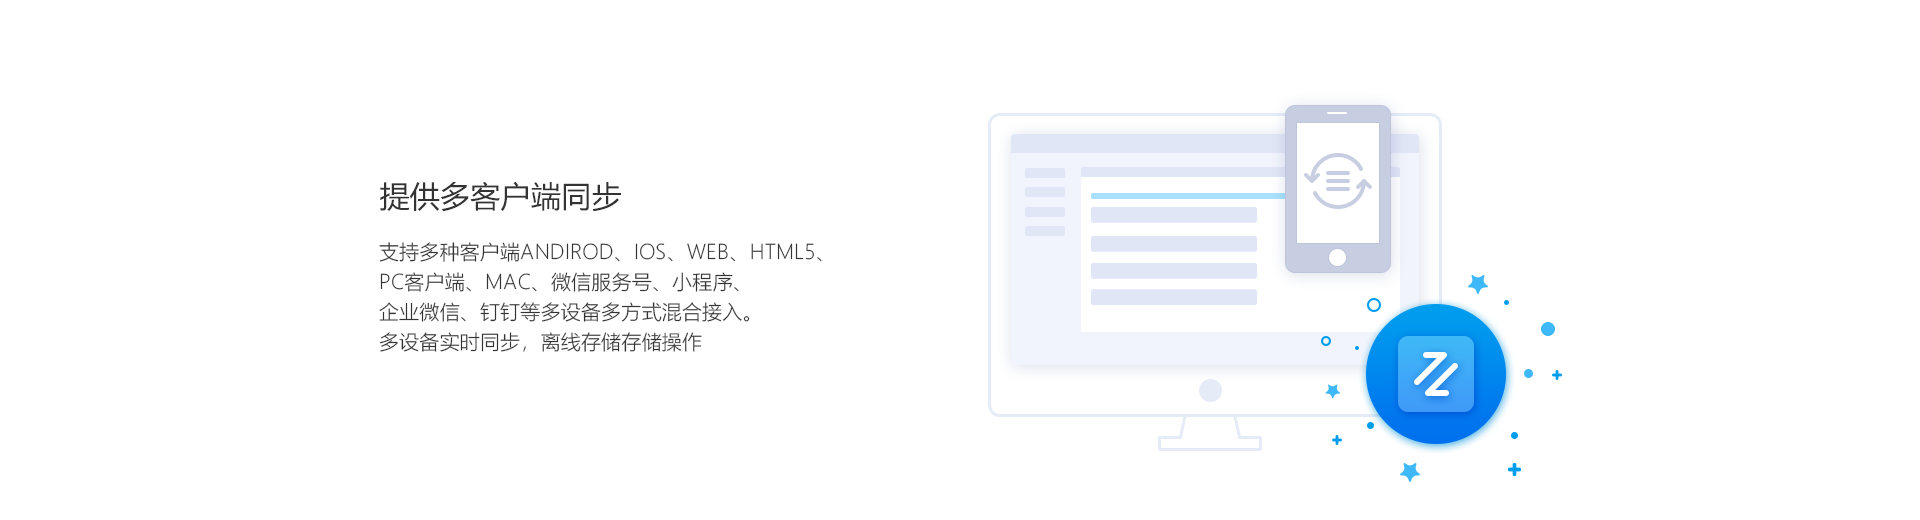 提供多客户端同步
支持多种客户端ANDIROD、IOS、WEB、HTML5、
PC客户端、MAC、微信服务号、小程序、
企业微信、钉钉等多设备多方式混合接入。
多设备实时同步，离线存储存储操作